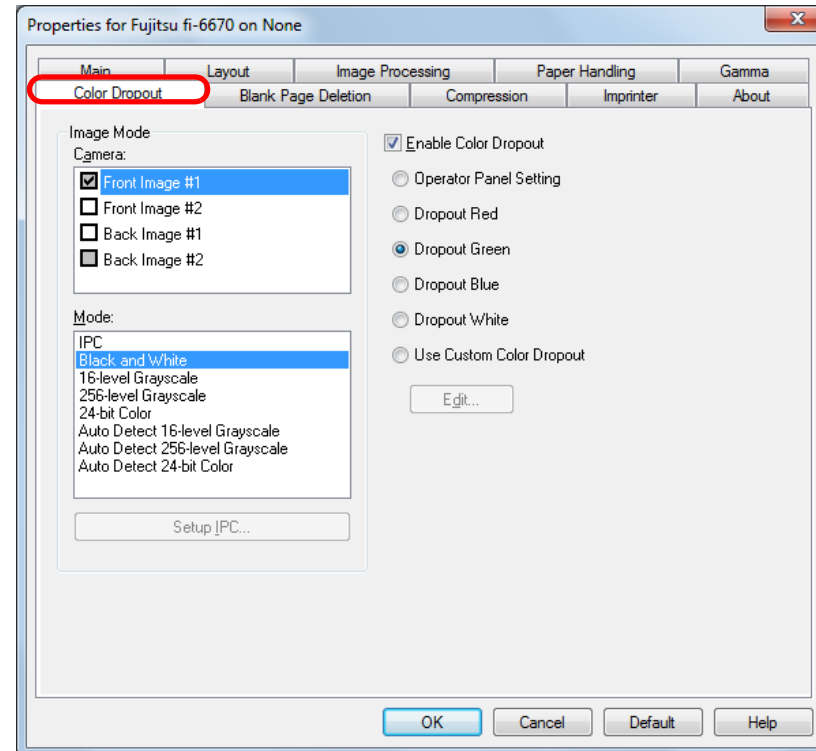 Properties for Fujitsu fi-6670 on None
Main Layout Image Processing Paper Handling Gamma
Color Dropout Blank Page Deletion Compression Imprinter About
Image Mode
Camera:
Front Image #1
Front Image #2
Back Image #1
Back Image #2
Mode:
IPC
Black and White
16-level Grayscale
256-level Grayscale
24-bit Color
Auto Detect 16-level Grayscale
Auto Detect 256-level Grayscale
Auto Detect 24-bit Color
Setup IPC...
Enable Color Dropout
Operator Panel Setting
Dropout Red
Dropout Green
Dropout Blue
Dropout White
Use Custom Color Dropout
Edit...
OK Cancel Default Help